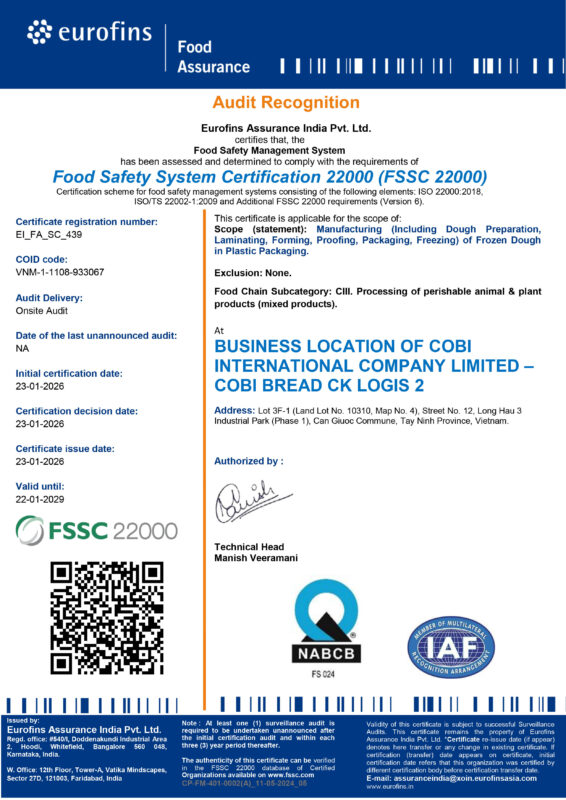 eurofins
Food
Assurance
Audit Recognition
Eurofins Assurance India Pvt. Ltd.
certifies that, the
Food Safety Management System
has been assessed and determined to comply with the requirements of
Food Safety System Certification 22000 (FSSC 22000)
Certification scheme for food safety management systems consisting of the following elements: ISO 22000:2018,
ISO/TS 22002-1:2009 and Additional FSSC 22000 requirements (Version 6).
Certificate registration number:
EI_FA_SC_439
COID code:
VNM-1-1108-933067
Audit Delivery:
Onsite Audit
Date of the last unannounced audit:
NA
Initial certification date:
23-01-2026
Certification decision date:
23-01-2026
Certificate issue date:
23-01-2026
Valid until:
22-01-2029
FSSC 22000
This certificate is applicable for the scope of:
Scope (statement): Manufacturing (Including Dough Preparation,
Laminating, Forming, Proofing, Packaging, Freezing) of Frozen Dough
in Plastic Packaging.
Exclusion: None.
Food Chain Subcategory: CIII. Processing of perishable animal & plant
products (mixed products).
At
BUSINESS LOCATION OF COBI
INTERNATIONAL COMPANY LIMITED –
COBI BREAD CK LOGIS 2
Address: Lot 3F-1 (Land Lot No. 10310, Map No. 4), Street No. 12, Long Hau 3
Industrial Park (Phase 1), Can Giuoc Commune, Tay Ninh Province, Vietnam.
Authorized by :
Manish
Technical Head
Manish Veeramani
NABCB
FS 024
MEMBER OF MULTILATERAL
IAF
RECOGNITION ARRANGEMENT
Issued by:
Eurofins Assurance India Pvt. Ltd.
Regd. office: #540/I, Doddenakundi Industrial Area
2, Hoodi, Whitefield, Bangalore 560 048,
Karnataka, India.
W. Office: 12th Floor, Tower-A, Vatika Mindscapes,
Sector 27D, 121003, Faridabad, India
Note : At least one (1) surveillance audit is
required to be undertaken unannounced after
the initial certification audit and within each
three (3) year period thereafter.
The authenticity of this certificate can be verified
in the FSSC 22000 database of Certified
Organizations available on www.fssc.com
CP-FM-401-0002(A)_11-05-2024_05
Validity of this certificate is subject to successful Surveillance
Audits. This certificate remains the property of Eurofins
Assurance India Pvt. Ltd. "Certificate re-issue date (if appear)
denotes here transfer or any change in existing certificate. If
certification (transfer) date appears on certificate, initial
certification date refers that this organization was certified by
different certification body before certification transfer date.
E-mail: assuranceindia@xoin.eurofinsasia.com
www.eurofins.in